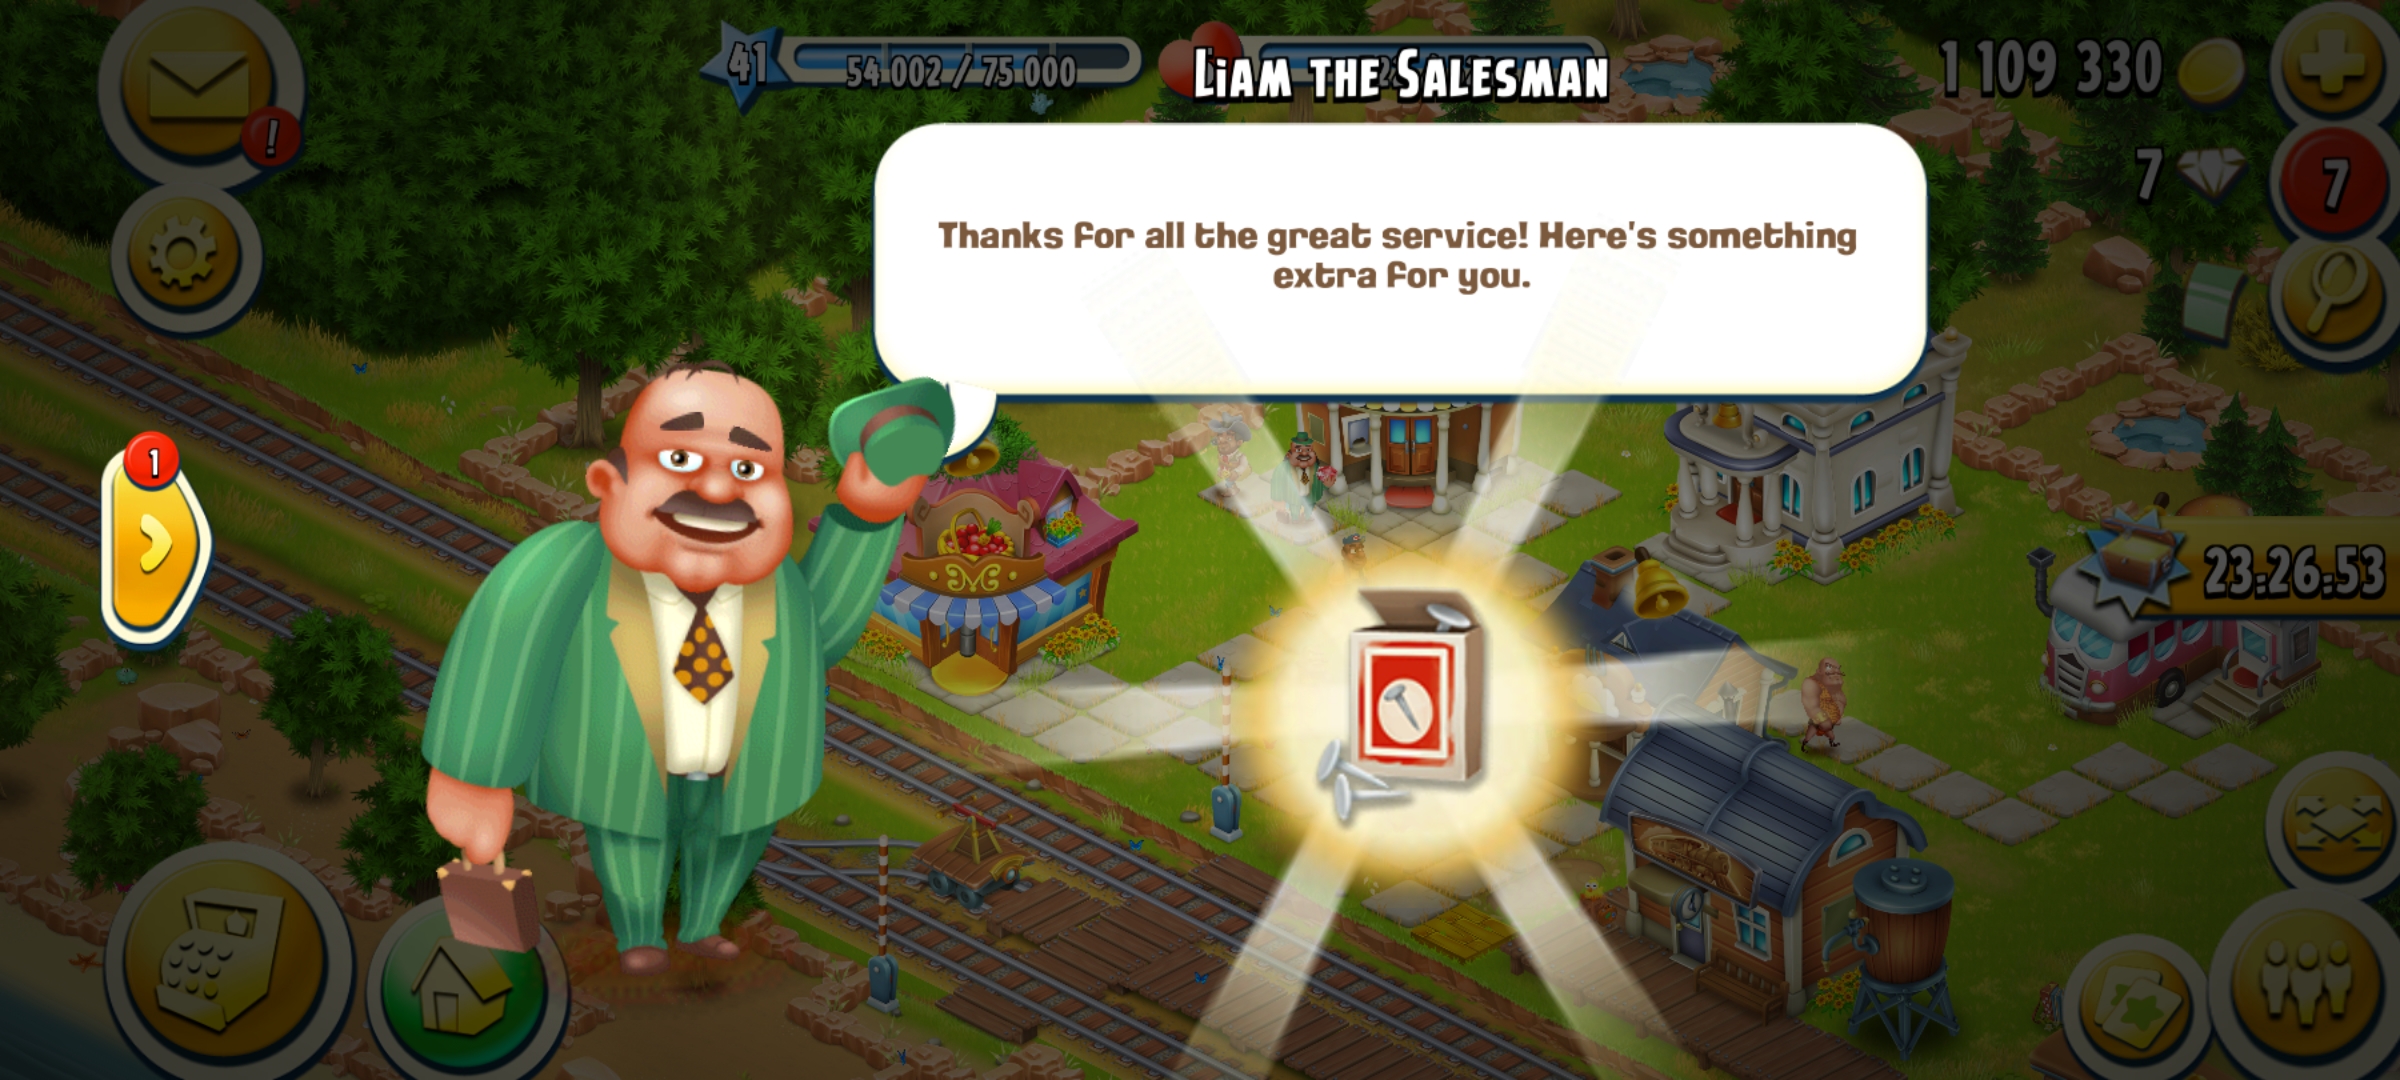 41
54 002 / 75 000
LiAM THE SALESMAN
1 109 330
!
7
7
Thanks for all the great service! Here's something
extra for you.
1
23:26:53